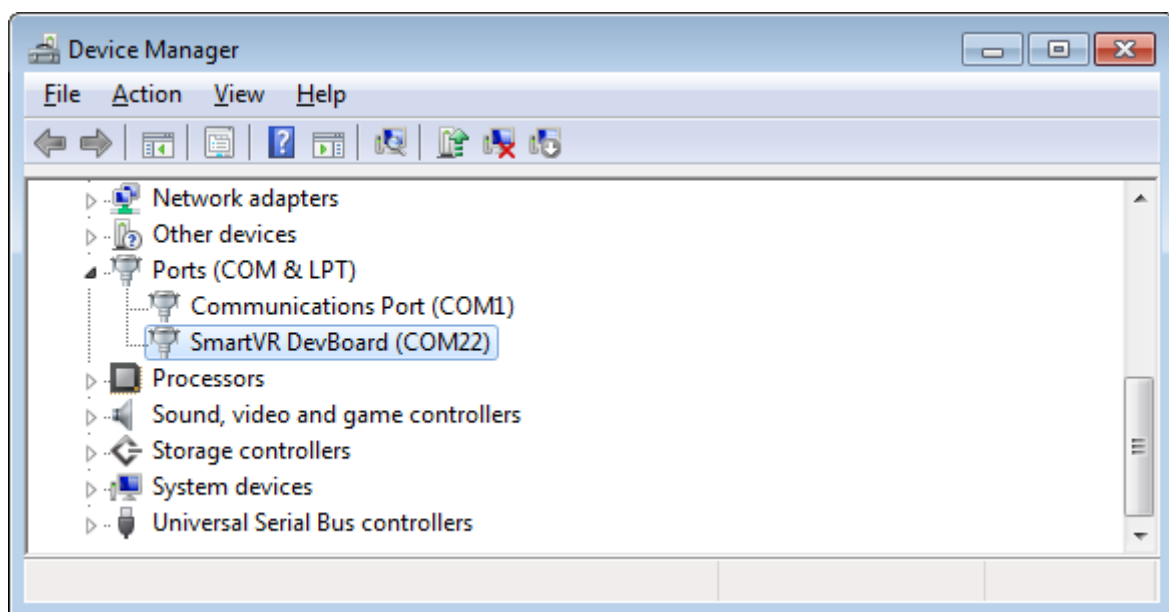 Device Manager
File Action View Help
Network adapters
Other devices
Ports (COM & LPT)
Communications Port (COM1)
SmartVR DevBoard (COM22)
Processors
Sound, video and game controllers
Storage controllers
System devices
Universal Serial Bus controllers